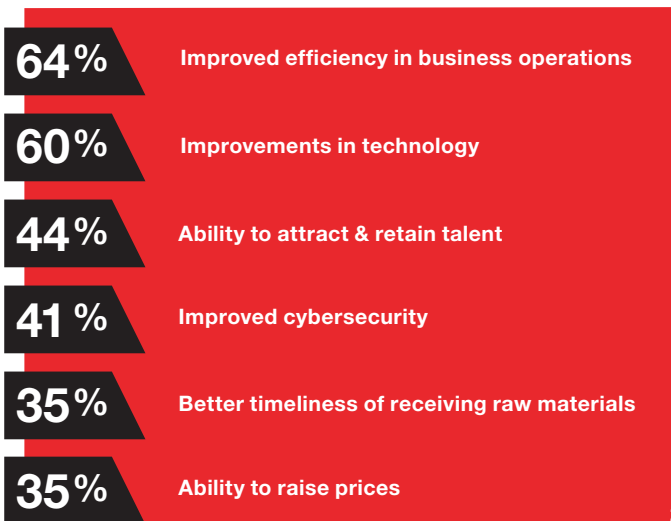 64% Improved efficiency in business operations
60% Improvements in technology
44% Ability to attract & retain talent
41% Improved cybersecurity
35% Better timeliness of receiving raw materials
35% Ability to raise prices